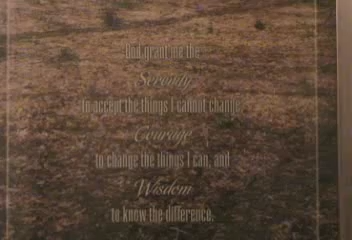 God grant me the
Serenity
to accept the things I cannot change
Courage
to change the things I can, and
Wisdom
to know the difference.